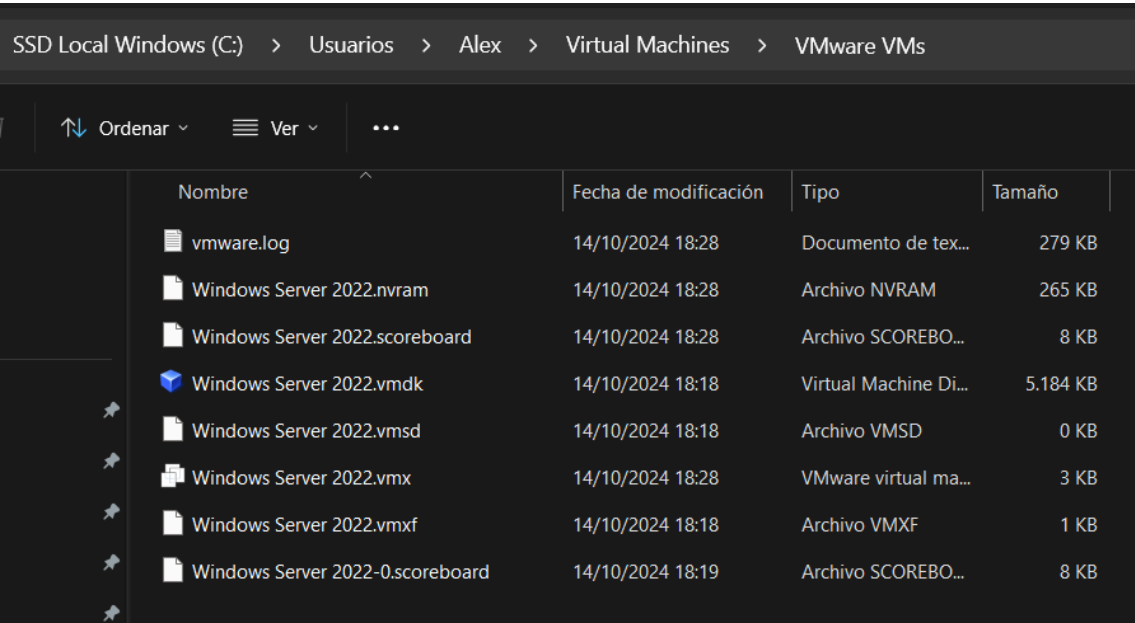 SSD Local Windows (C:) > Usuarios > Alex > Virtual Machines > VMware VMs
Ordenar Ver ...
Nombre Fecha de modificación Tipo Tamaño
vmware.log 14/10/2024 18:28 Documento de tex... 279 KB
Windows Server 2022.nvram 14/10/2024 18:28 Archivo NVRAM 265 KB
Windows Server 2022.scoreboard 14/10/2024 18:28 Archivo SCOREBO... 8 KB
Windows Server 2022.vmdk 14/10/2024 18:18 Virtual Machine Di... 5.184 KB
Windows Server 2022.vmsd 14/10/2024 18:18 Archivo VMSD 0 KB
Windows Server 2022.vmx 14/10/2024 18:28 VMware virtual ma... 3 KB
Windows Server 2022.vmxf 14/10/2024 18:18 Archivo VMXF 1 KB
Windows Server 2022-0.scoreboard 14/10/2024 18:19 Archivo SCOREBO... 8 KB